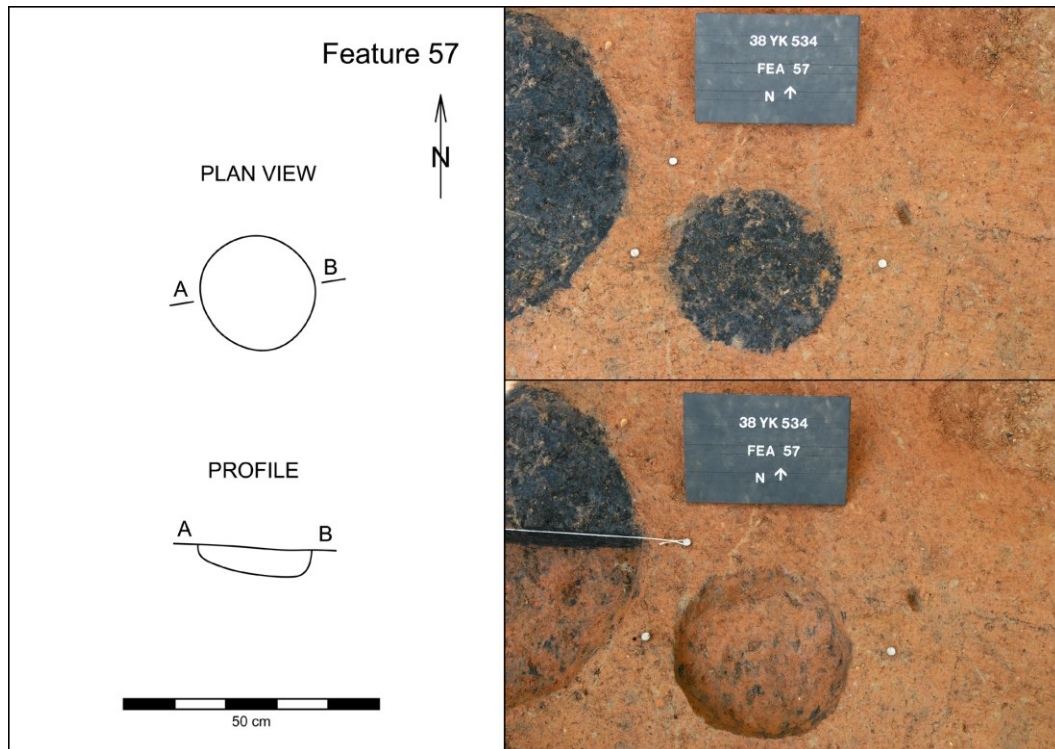 Feature 57
N
PLAN VIEW
A
B
PROFILE
A
B
50 cm
38 YK 534
FEA 57
N ↑
38 YK 534
FEA 57
N ↑